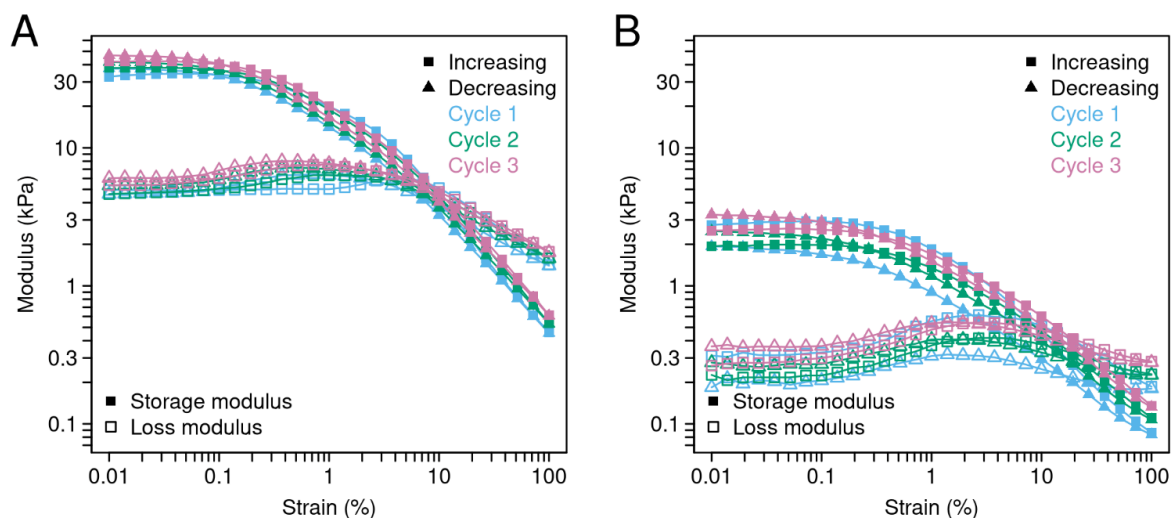 A
Modulus (kPa)
30
10
3
1
0.3
0.1
Increasing
Decreasing
Cycle 1
Cycle 2
Cycle 3
Storage modulus
Loss modulus
0.01 0.1 1 10 100
Strain (%)
B
Modulus (kPa)
30
10
3
1
0.3
0.1
Increasing
Decreasing
Cycle 1
Cycle 2
Cycle 3
Storage modulus
Loss modulus
0.01 0.1 1 10 100
Strain (%)